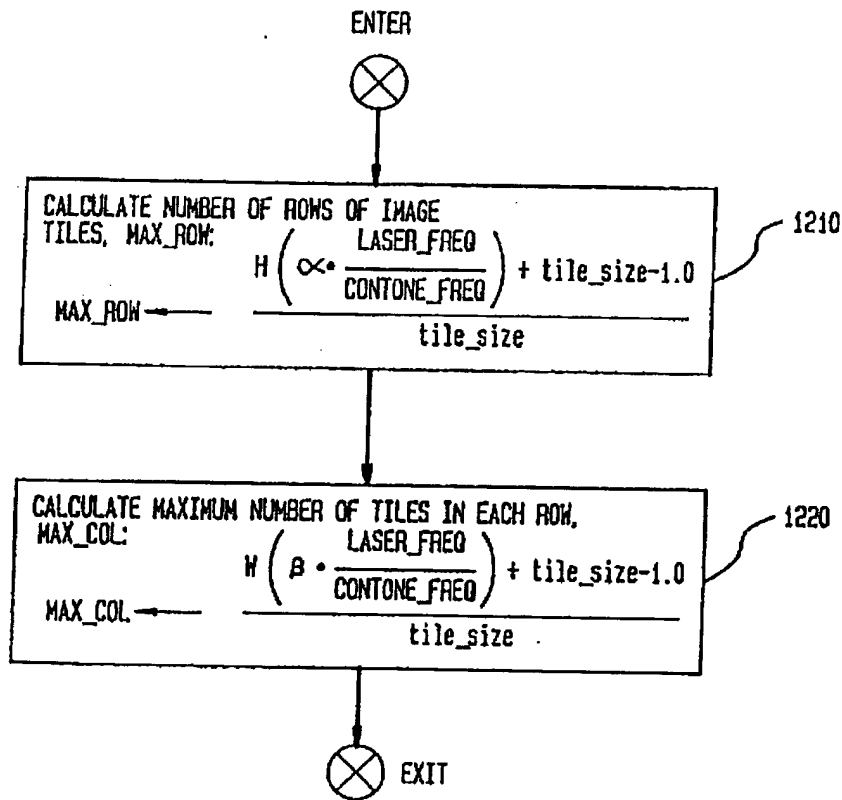 ENTER
CALCULATE NUMBER OF ROWS OF IMAGE
TILES, MAX_ROW:
MAX_ROW ← H(α • LASER_FREQ / CONTONE_FREQ) + tile_size-1.0 / tile_size
1210
CALCULATE MAXIMUM NUMBER OF TILES IN EACH ROW,
MAX_COL:
MAX_COL ← W(β • LASER_FREQ / CONTONE_FREQ) + tile_size-1.0 / tile_size
1220
EXIT